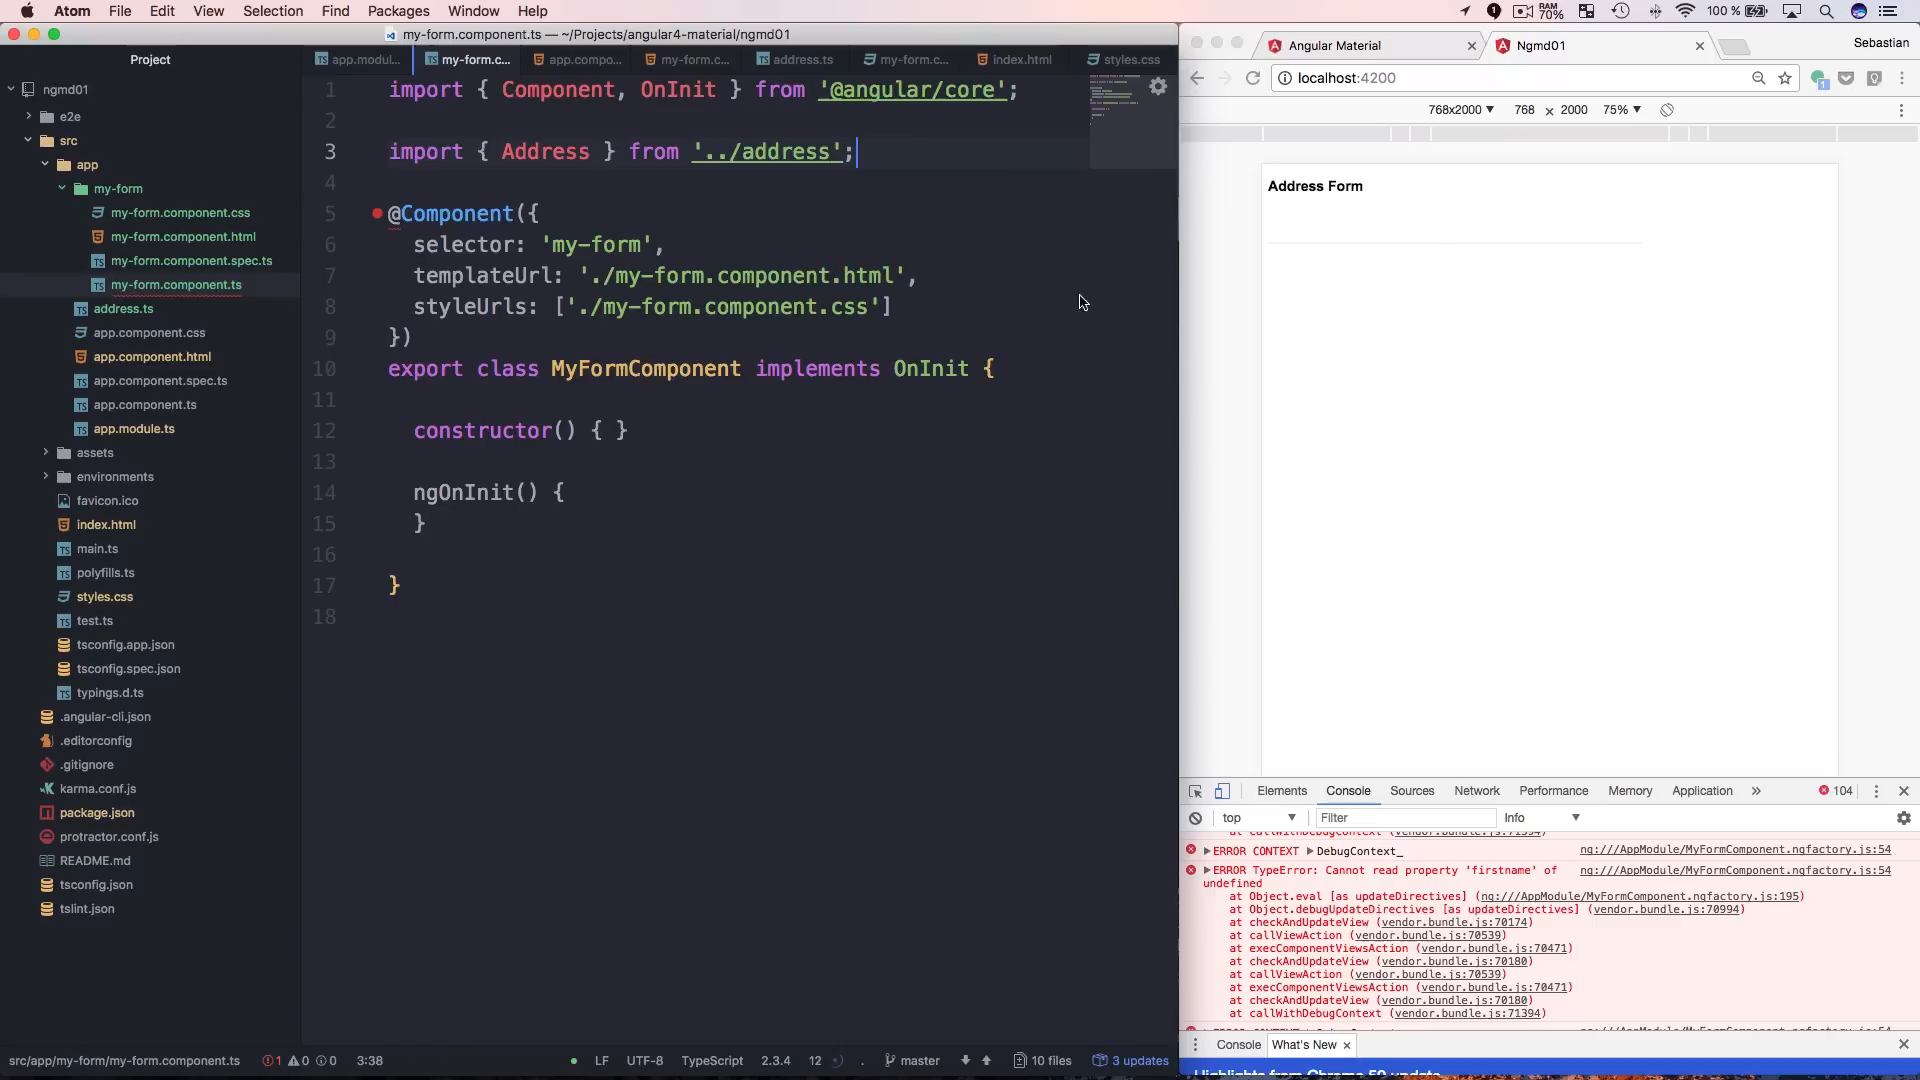 Atom File Edit View Selection Find Packages Window Help
RAM 70% 100 %
my-form.component.ts — ~/Projects/angular4-material/ngmd01
Project
ngmd01
e2e
src
app
my-form
my-form.component.css
my-form.component.html
my-form.component.spec.ts
my-form.component.ts
address.ts
app.component.css
app.component.html
app.component.spec.ts
app.component.ts
app.module.ts
assets
environments
favicon.ico
index.html
main.ts
polyfills.ts
styles.css
test.ts
tsconfig.app.json
tsconfig.spec.json
typings.d.ts
.angular-cli.json
.editorconfig
.gitignore
karma.conf.js
package.json
protractor.conf.js
README.md
tsconfig.json
tslint.json
app.modul... my-form.c... app.compo... my-form.c... address.ts my-form.c... index.html styles.css
1 import { Component, OnInit } from '@angular/core';
2
3 import { Address } from '../address';
4
5 @Component({
6 selector: 'my-form',
7 templateUrl: './my-form.component.html',
8 styleUrls: ['./my-form.component.css']
9 })
10 export class MyFormComponent implements OnInit {
11
12 constructor() { }
13
14 ngOnInit() {
15 }
16
17 }
18
src/app/my-form/my-form.component.ts 1 0 0 3:38 LF UTF-8 TypeScript 2.3.4 12 master 10 files 3 updates
Angular Material Ngmd01 Sebastian
localhost:4200
768x2000 768 × 2000 75%
Address Form
Elements Console Sources Network Performance Memory Application » 104
top Filter Info
at callWithDebugContext (vendor.bundle.js:71394)
ERROR CONTEXT DebugContext_ ng:///AppModule/MyFormComponent.ngfactory.js:54
ERROR TypeError: Cannot read property 'firstname' of ng:///AppModule/MyFormComponent.ngfactory.js:54
undefined
at Object.eval [as updateDirectives] (ng:///AppModule/MyFormComponent.ngfactory.js:195)
at Object.debugUpdateDirectives [as updateDirectives] (vendor.bundle.js:70994)
at checkAndUpdateView (vendor.bundle.js:70174)
at callViewAction (vendor.bundle.js:70539)
at execComponentViewsAction (vendor.bundle.js:70471)
at checkAndUpdateView (vendor.bundle.js:70180)
at callViewAction (vendor.bundle.js:70539)
at execComponentViewsAction (vendor.bundle.js:70471)
at checkAndUpdateView (vendor.bundle.js:70180)
at callWithDebugContext (vendor.bundle.js:71394)
Console What's New
Highlights from Chrome 59 update